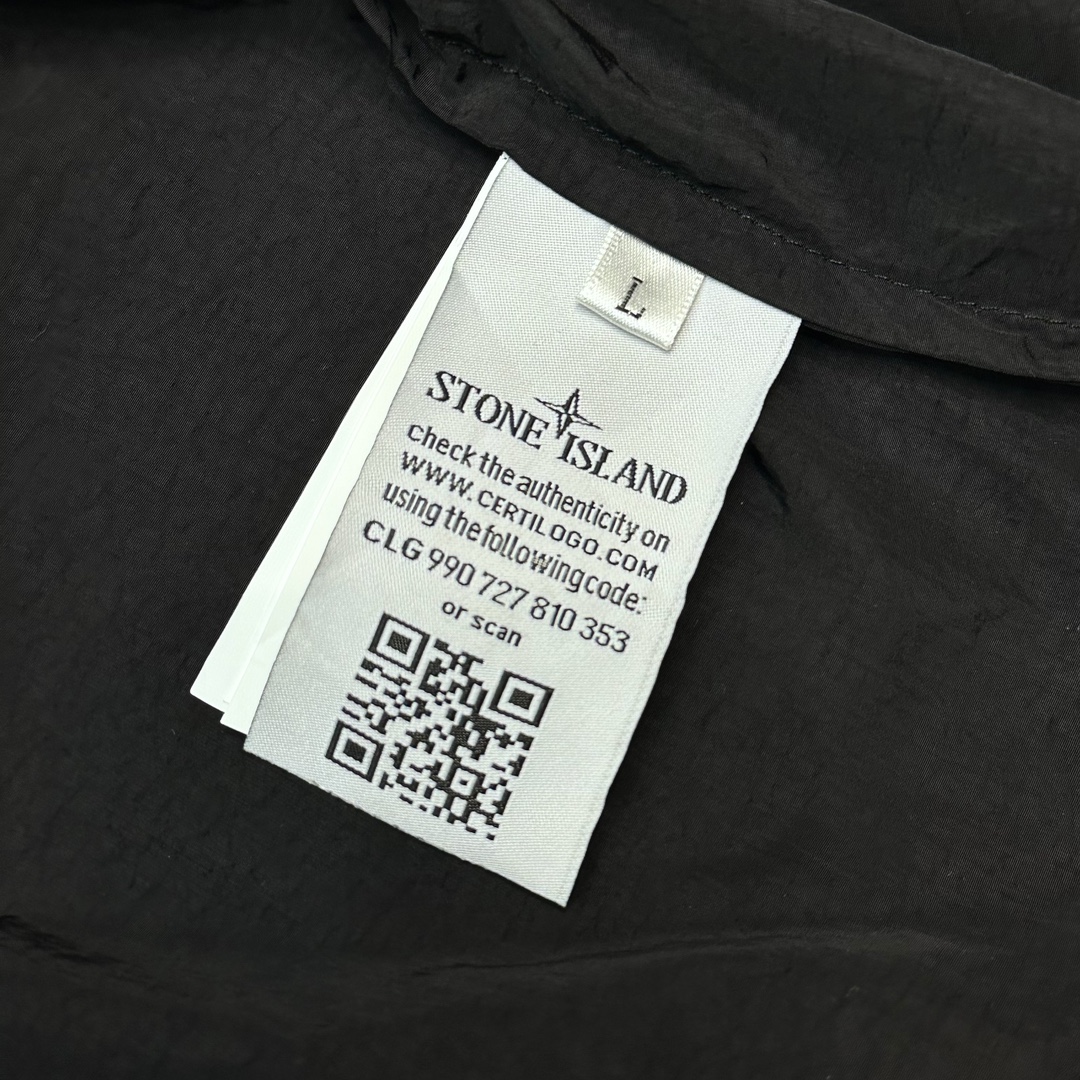 L
STONE ISLAND
Check the authenticity on
WWW.CERTILOGO.COM
using the following code:
CLG 990 727 810 353
or scan